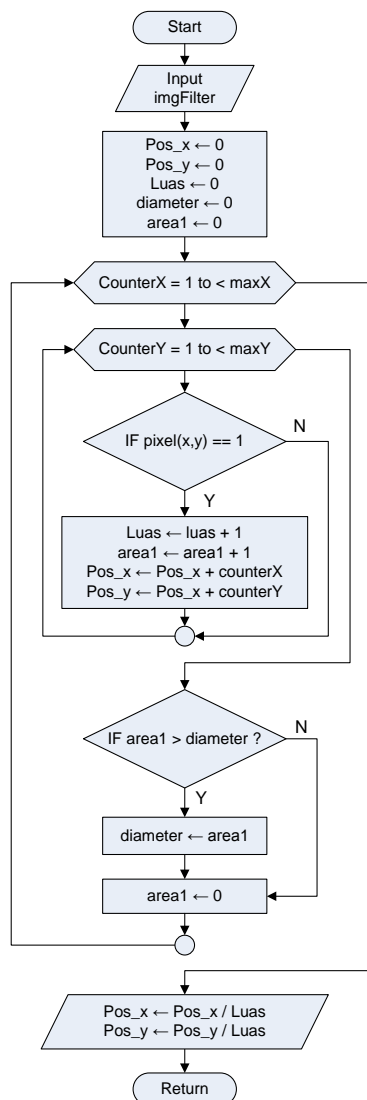 Start
Input
imgFilter
Pos_x ← 0
Pos_y ← 0
Luas ← 0
diameter ← 0
area1 ← 0
CounterX = 1 to < maxX
CounterY = 1 to < maxY
IF pixel(x,y) == 1
N
Y
Luas ← luas + 1
area1 ← area1 + 1
Pos_x ← Pos_x + counterX
Pos_y ← Pos_x + counterY
IF area1 > diameter ?
N
Y
diameter ← area1
area1 ← 0
Pos_x ← Pos_x / Luas
Pos_y ← Pos_y / Luas
Return